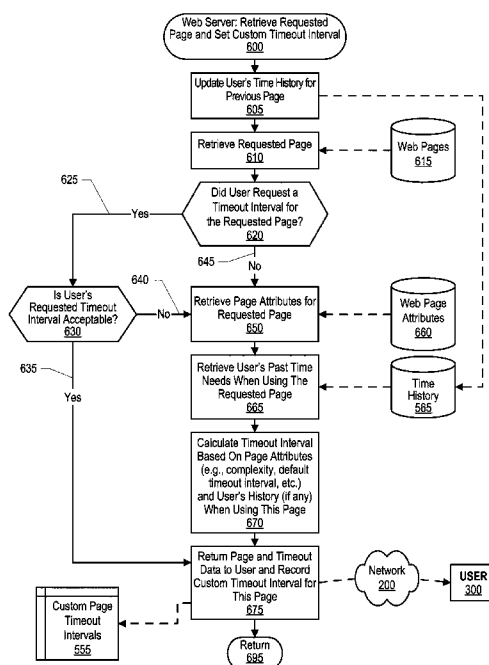 Web Server: Retrieve Requested
Page and Set Custom Timeout Interval
600
Update User's Time History for
Previous Page
605
Retrieve Requested Page
610
Web Pages
615
625
Did User Request a
Timeout Interval for
the Requested Page?
620
Yes
645
No
640
Is User's
Requested Timeout
Interval Acceptable?
630
No
Retrieve Page Attributes for
Requested Page
650
Web Page
Attributes
660
635
Yes
Retrieve User's Past Time
Needs When Using The
Requested Page
665
Time
History
565
Calculate Timeout Interval
Based On Page Attributes
(e.g., complexity, default
timeout interval, etc.)
and User's History (if any)
When Using This Page
670
Return Page and Timeout
Data to User and Record
Custom Timeout Interval for
This Page
675
Network
200
USER
300
Custom Page
Timeout
Intervals
555
Return
695